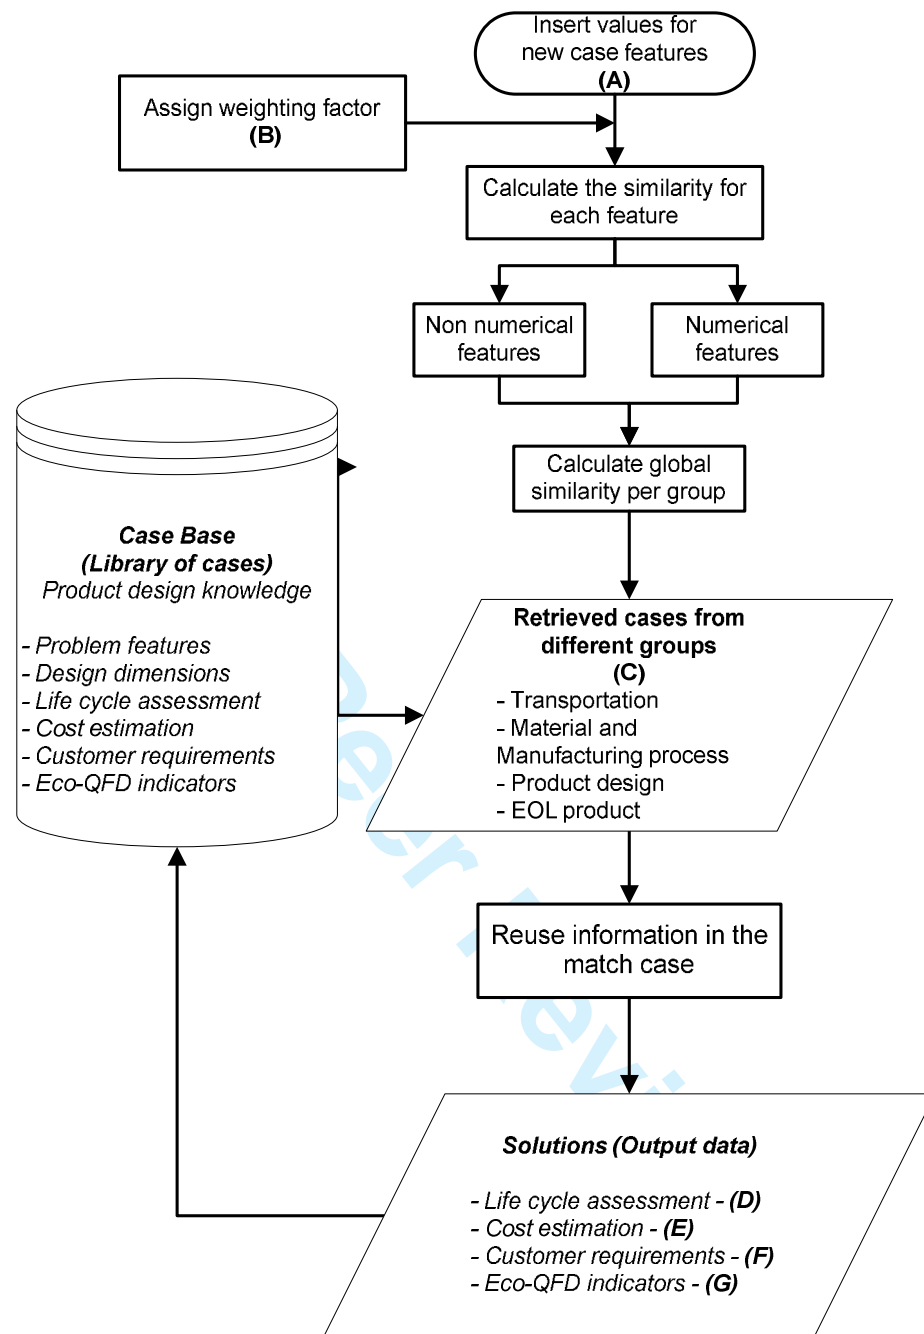 Insert values for
new case features
(A)
Assign weighting factor
(B)
Calculate the similarity for
each feature
Non numerical
features
Numerical
features
Calculate global
similarity per group
Case Base
(Library of cases)
Product design knowledge
- Problem features
- Design dimensions
- Life cycle assessment
- Cost estimation
- Customer requirements
- Eco-QFD indicators
Retrieved cases from
different groups
(C)
- Transportation
- Material and
Manufacturing process
- Product design
- EOL product
Reuse information in the
match case
Solutions (Output data)
- Life cycle assessment - (D)
- Cost estimation - (E)
- Customer requirements - (F)
- Eco-QFD indicators - (G)